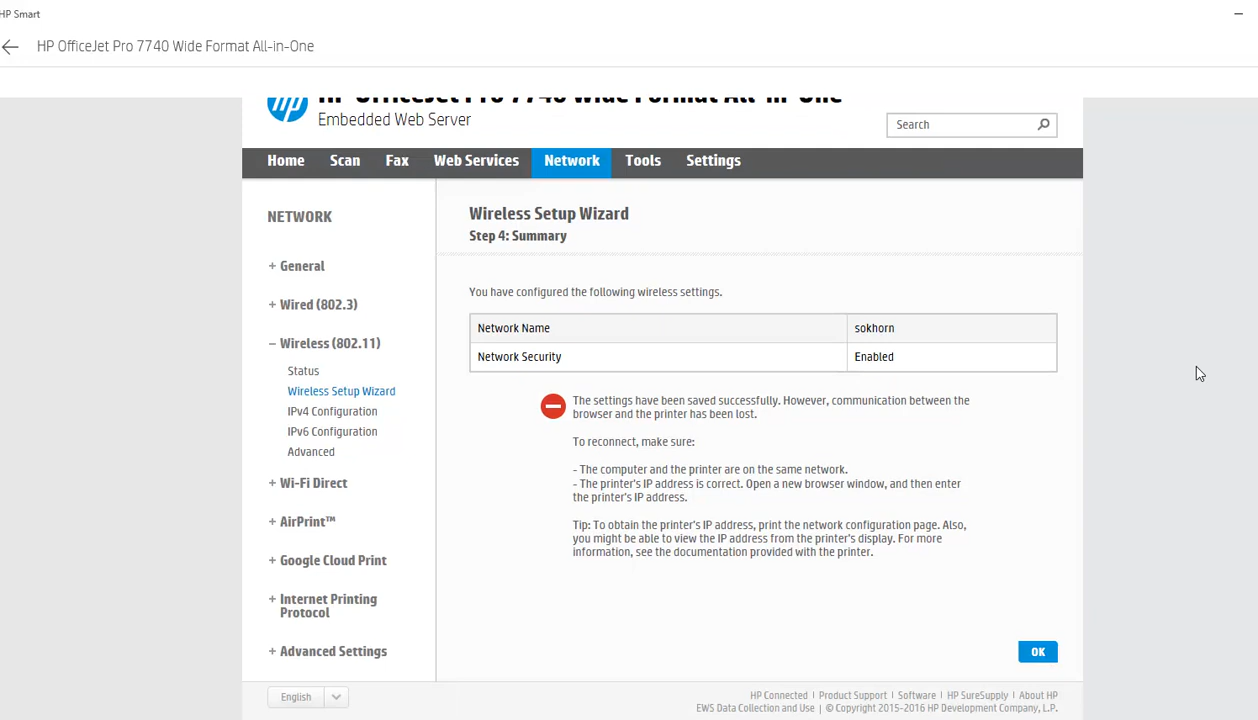 HP Smart
HP OfficeJet Pro 7740 Wide Format All-in-One
HP OfficeJet Pro 7740 Wide Format All-in-One
Embedded Web Server
Search
Home Scan Fax Web Services Network Tools Settings
NETWORK
+ General
+ Wired (802.3)
– Wireless (802.11)
Status
Wireless Setup Wizard
IPv4 Configuration
IPv6 Configuration
Advanced
+ Wi-Fi Direct
+ AirPrint™
+ Google Cloud Print
+ Internet Printing
Protocol
+ Advanced Settings
Wireless Setup Wizard
Step 4: Summary
You have configured the following wireless settings.
Network Name sokhorn
Network Security Enabled
The settings have been saved successfully. However, communication between the
browser and the printer has been lost.
To reconnect, make sure:
- The computer and the printer are on the same network.
- The printer's IP address is correct. Open a new browser window, and then enter
the printer's IP address.
Tip: To obtain the printer's IP address, print the network configuration page. Also,
you might be able to view the IP address from the printer's display. For more
information, see the documentation provided with the printer.
OK
English
HP Connected | Product Support | Software | HP SureSupply | About HP
EWS Data Collection and Use | © Copyright 2015-2016 HP Development Company, L.P.